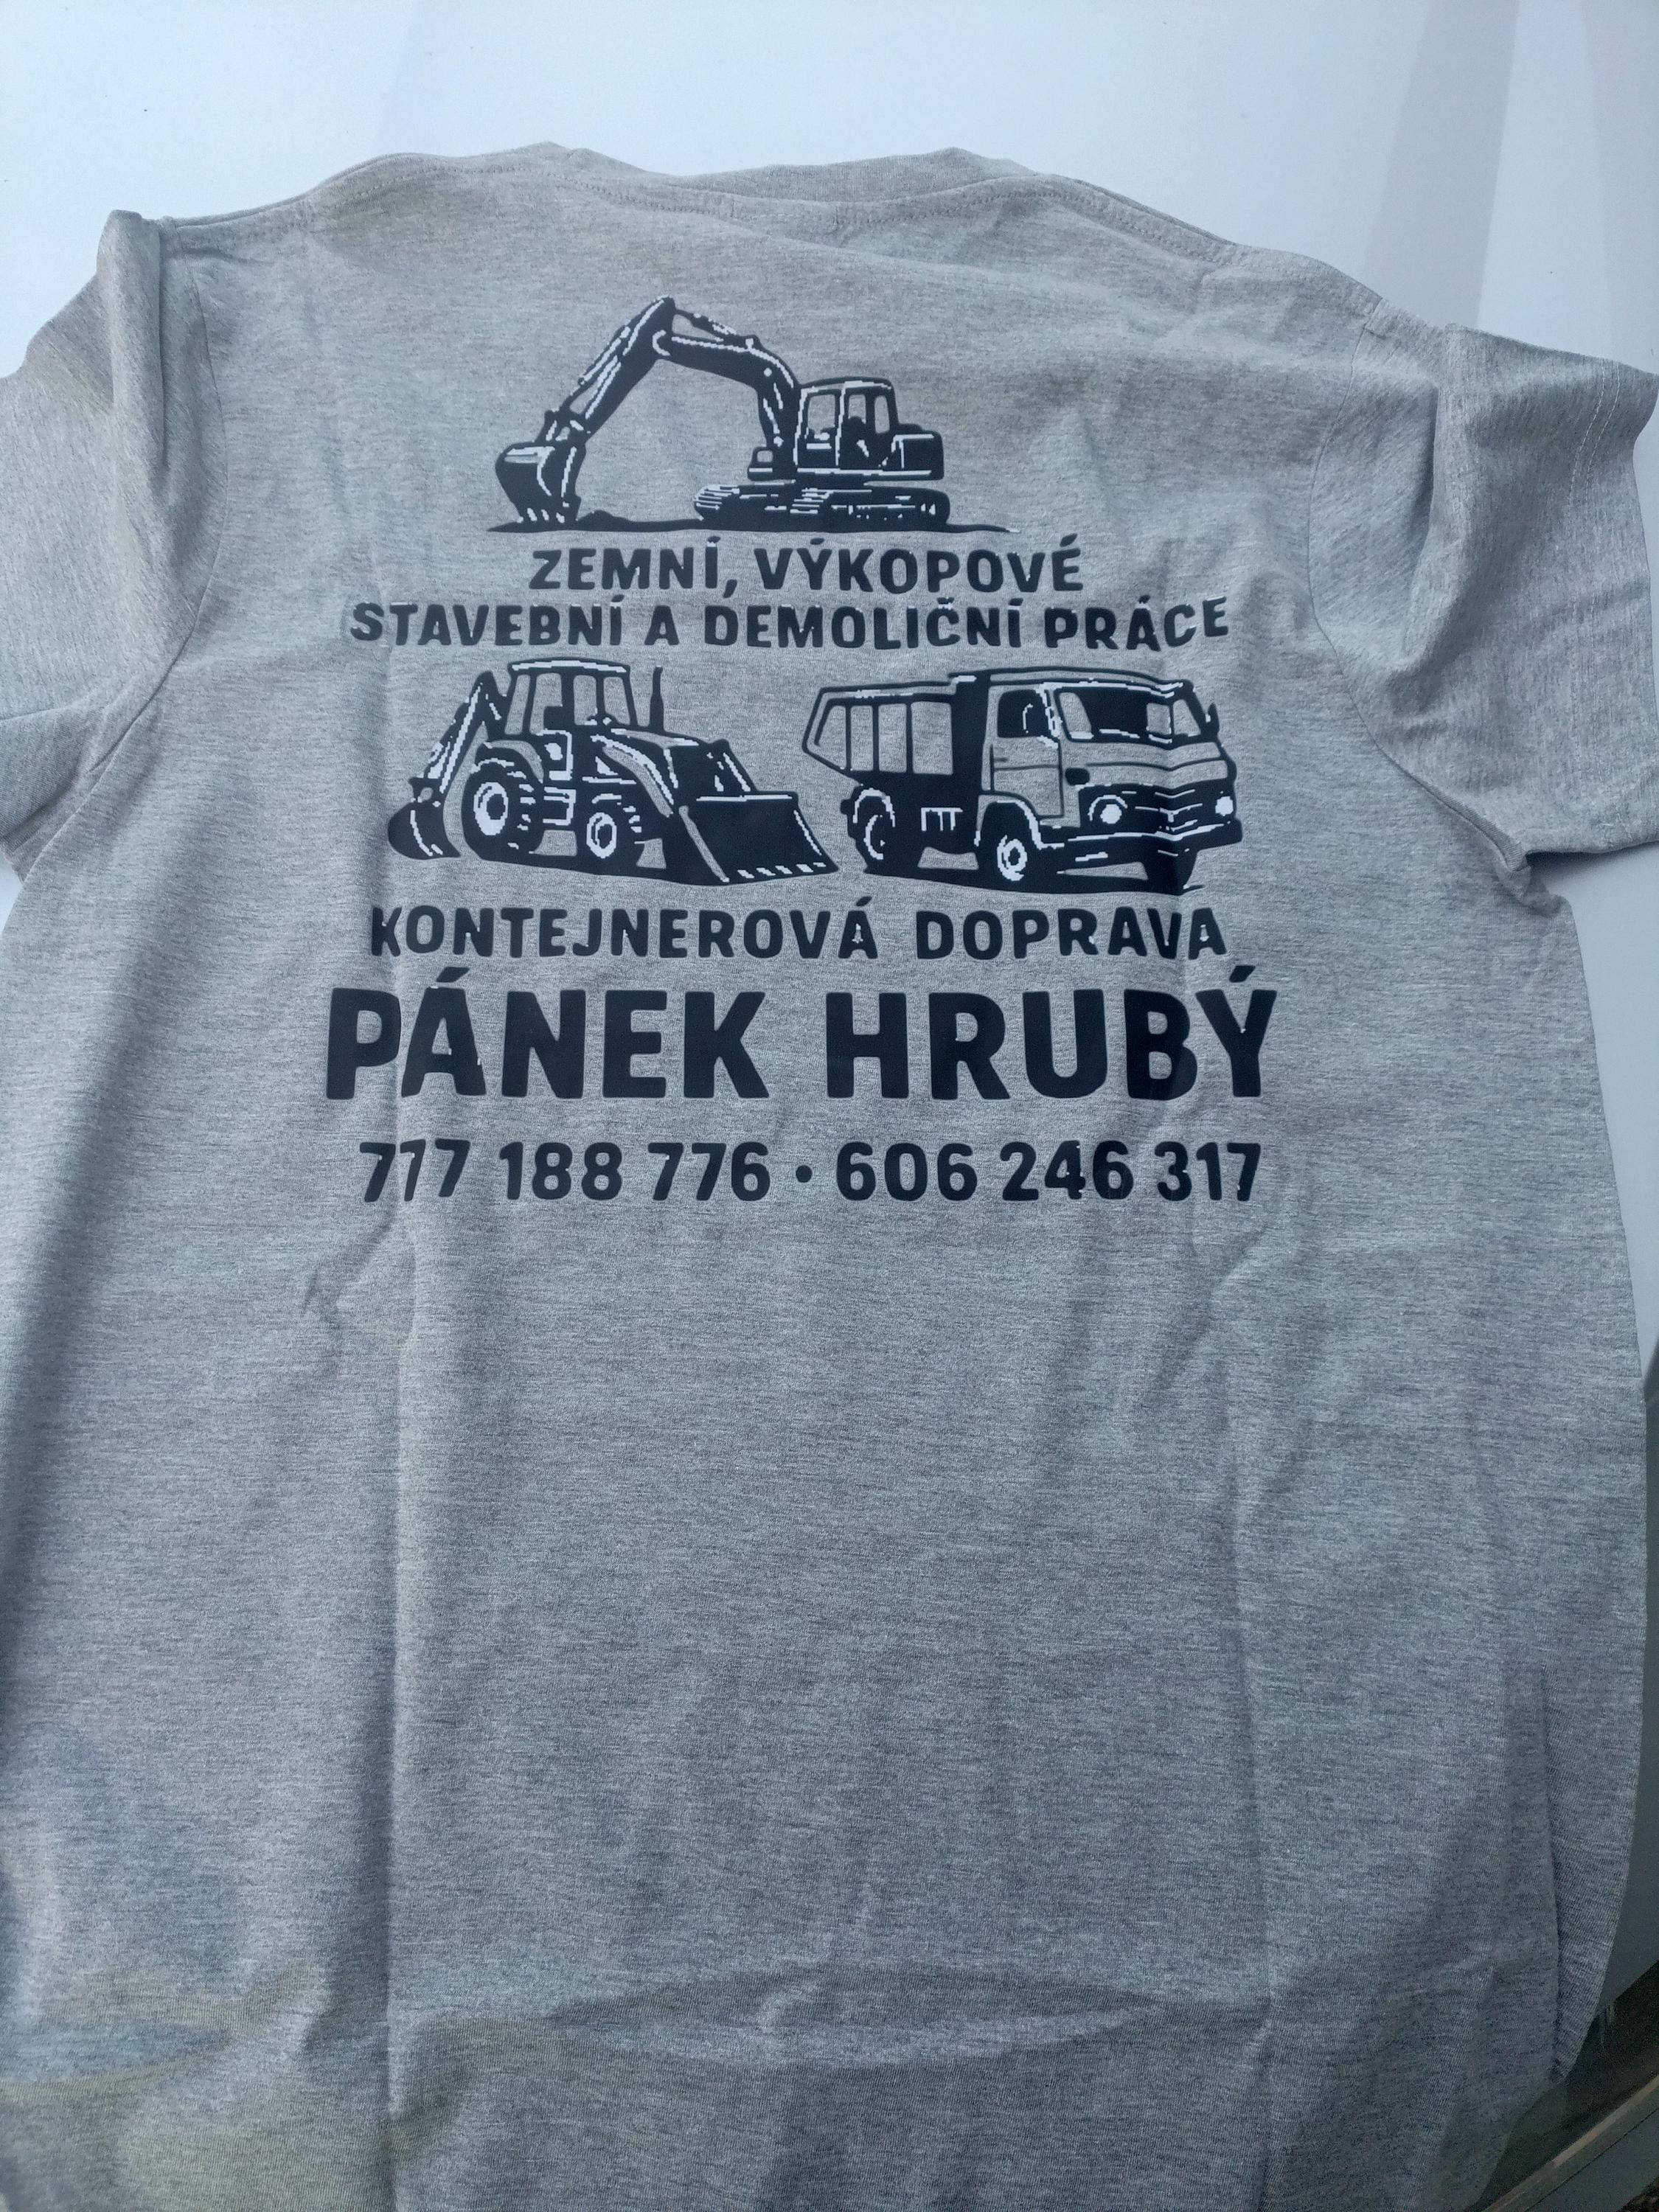 ZEMNÍ, VÝKOPOVÉ
STAVEBNÍ A DEMOLIČNÍ PRÁCE
KONTEJNEROVÁ DOPRAVA
PÁNEK HRUBÝ
777 188 776 • 606 246 317